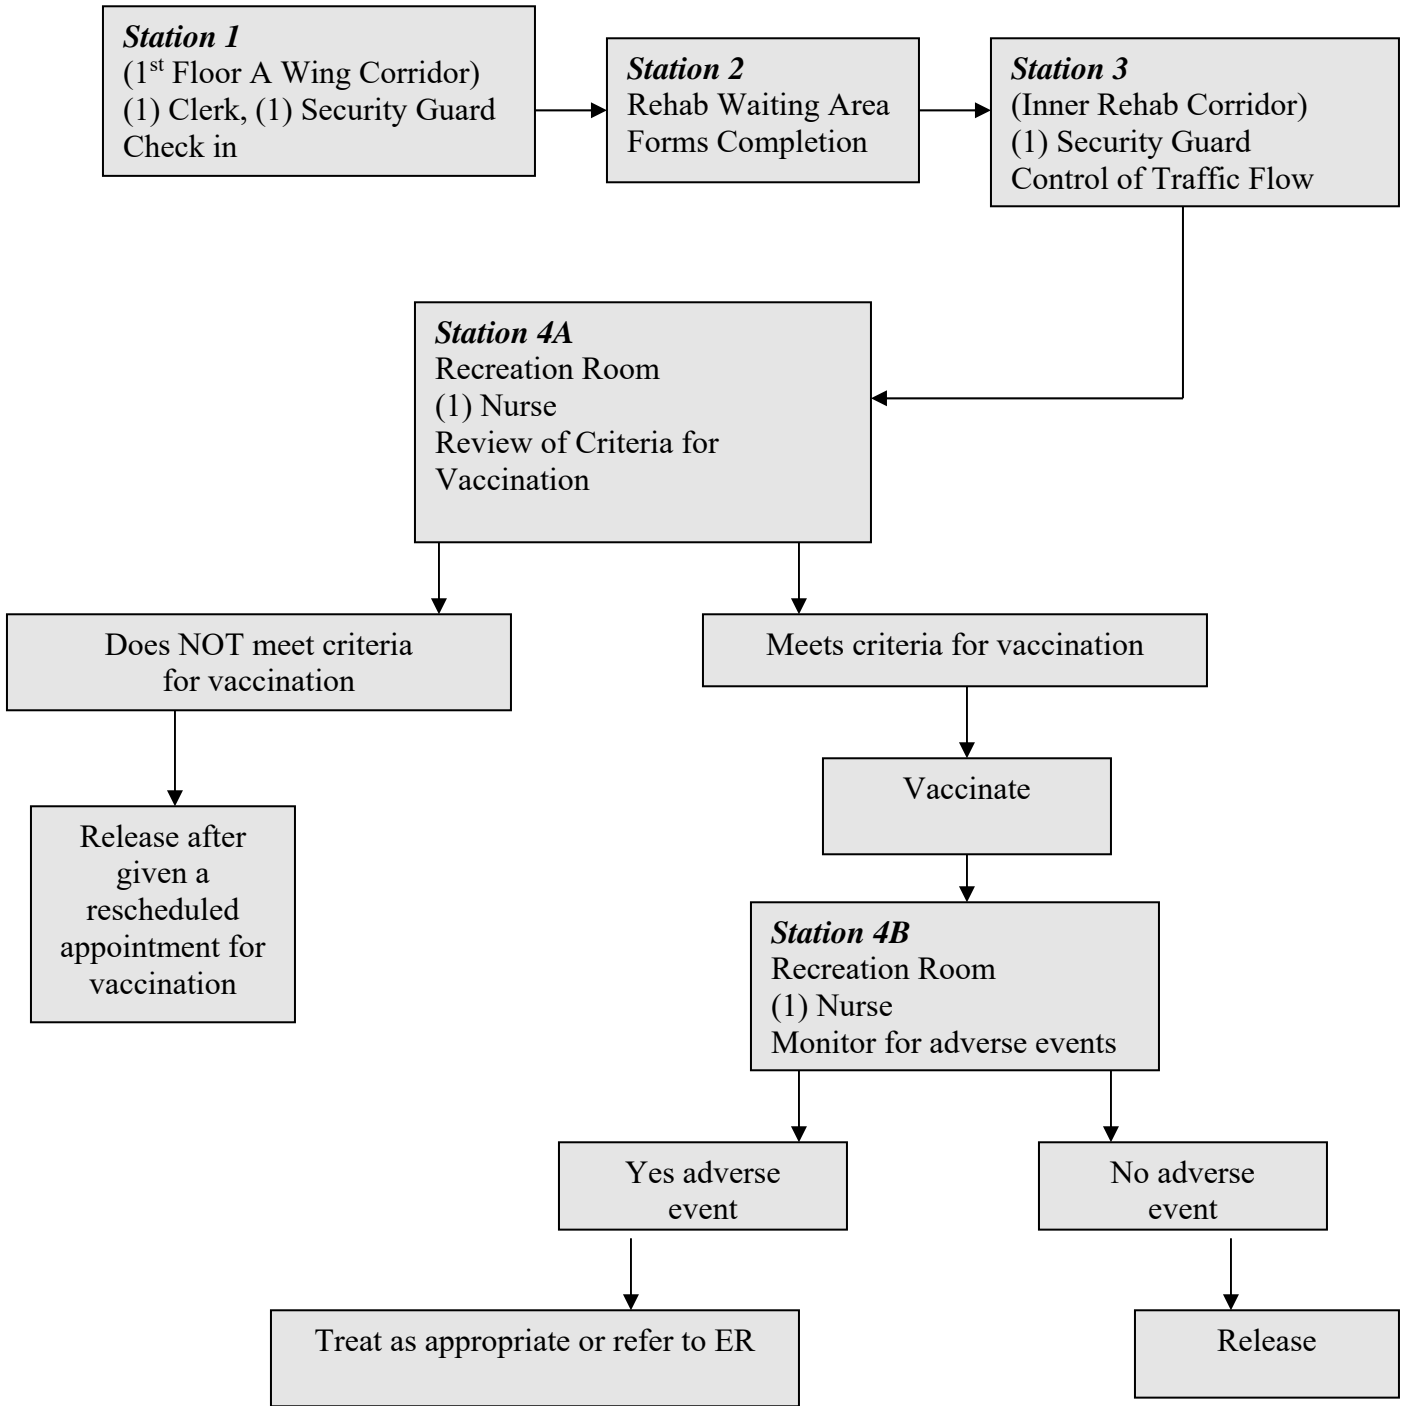 Station 1
(1st Floor A Wing Corridor)
(1) Clerk, (1) Security Guard
Check in
Station 2
Rehab Waiting Area
Forms Completion
Station 3
(Inner Rehab Corridor)
(1) Security Guard
Control of Traffic Flow
Station 4A
Recreation Room
(1) Nurse
Review of Criteria for
Vaccination
Does NOT meet criteria
for vaccination
Meets criteria for vaccination
Release after
given a
rescheduled
appointment for
vaccination
Vaccinate
Station 4B
Recreation Room
(1) Nurse
Monitor for adverse events
Yes adverse
event
No adverse
event
Treat as appropriate or refer to ER
Release